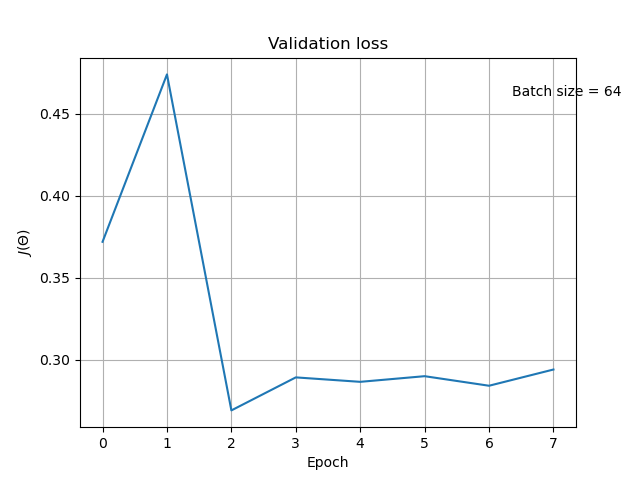 Validation loss
Batch size = 64
0.45
0.40
0.35
0.30
J(Θ)
0 1 2 3 4 5 6 7
Epoch